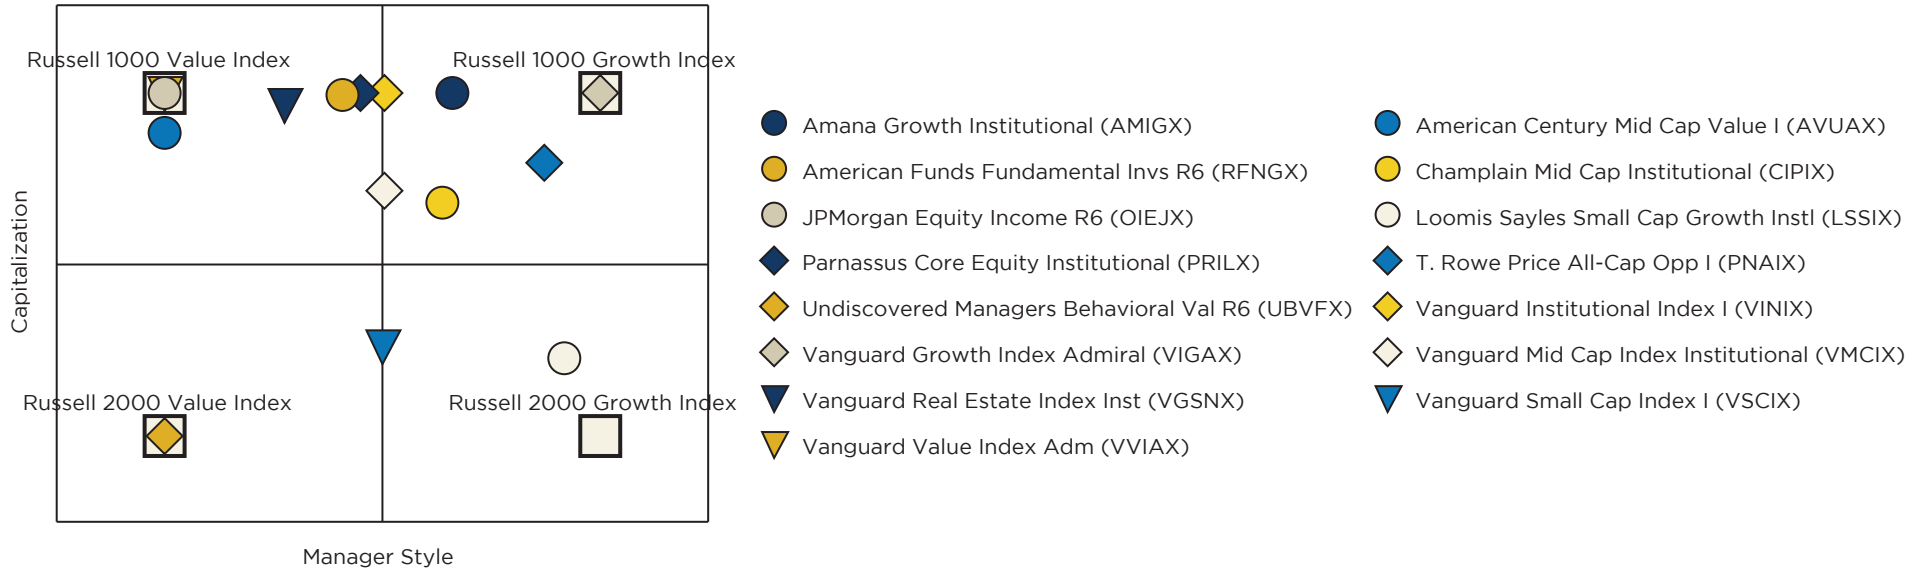 Russell 1000 Value Index
Russell 1000 Growth Index
Capitalization
Russell 2000 Value Index
Russell 2000 Growth Index
Manager Style
Amana Growth Institutional (AMIGX)
American Funds Fundamental Invs R6 (RFNGX)
JPMorgan Equity Income R6 (OIEJX)
Parnassus Core Equity Institutional (PRILX)
Undiscovered Managers Behavioral Val R6 (UBVFX)
Vanguard Growth Index Admiral (VIGAX)
Vanguard Real Estate Index Inst (VGSNX)
Vanguard Value Index Adm (VVIAX)
American Century Mid Cap Value I (AVUAX)
Champlain Mid Cap Institutional (CIPIX)
Loomis Sayles Small Cap Growth Instl (LSSIX)
T. Rowe Price All-Cap Opp I (PNAIX)
Vanguard Institutional Index I (VINIX)
Vanguard Mid Cap Index Institutional (VMCIX)
Vanguard Small Cap Index I (VSCIX)